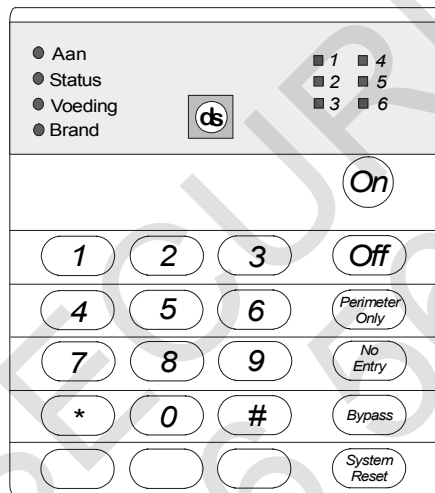 Aan 1 4
Status 2 5
Voeding 3 6
Brand
ds
On
1 2 3 Off
4 5 6 Perimeter Only
7 8 9 No Entry
* 0 # Bypass
System Reset